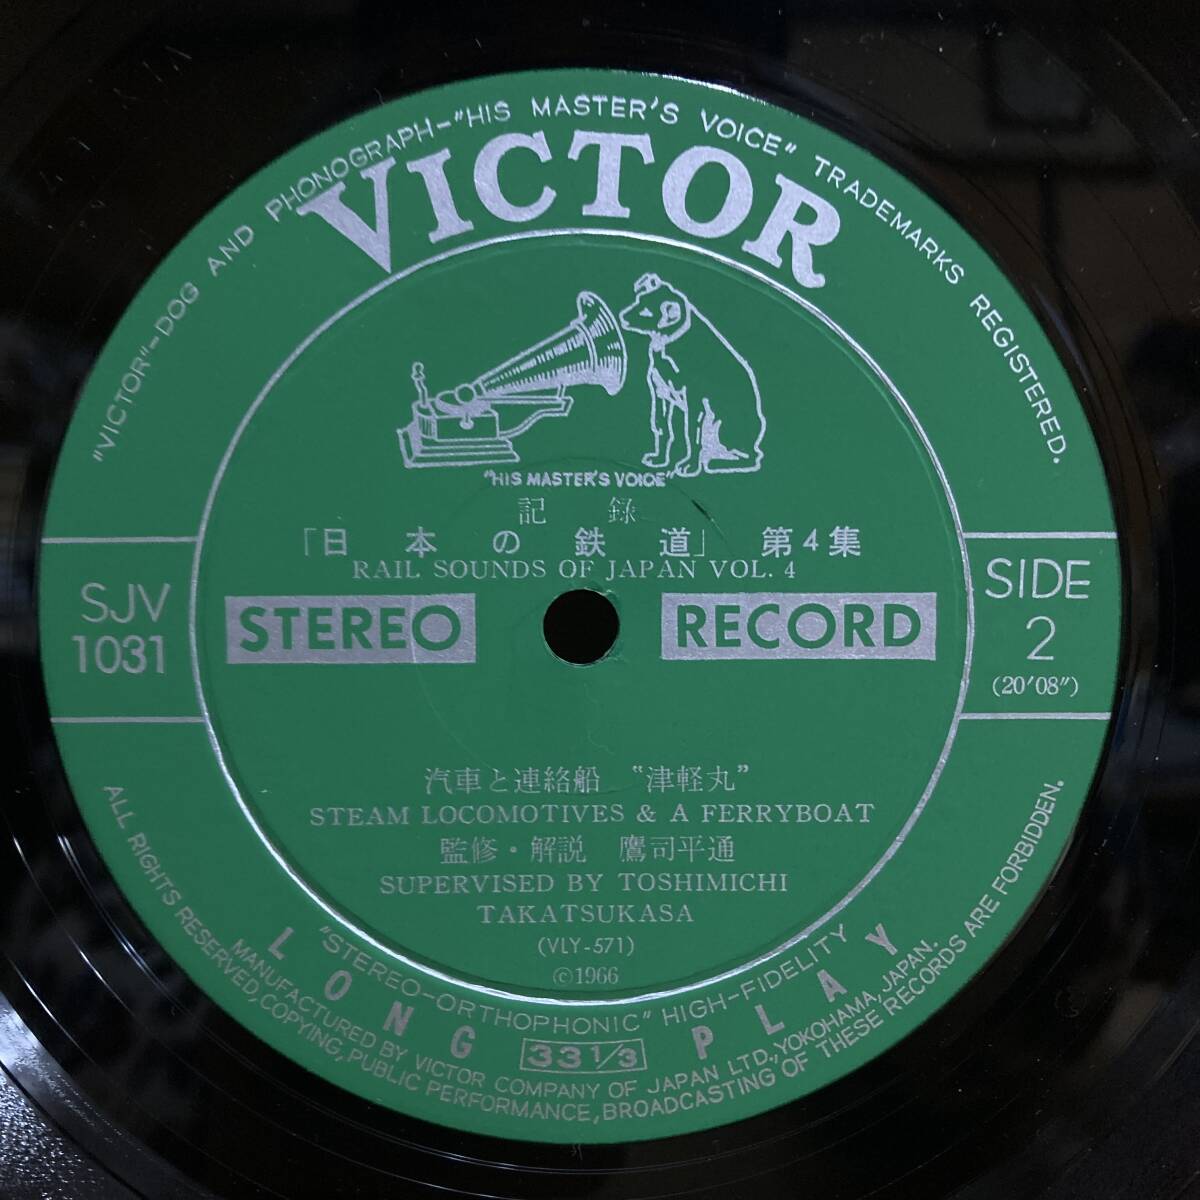 "VICTOR"–DOG AND PHONOGRAPH–"HIS MASTER'S VOICE" TRADEMARKS REGISTERED.
VICTOR
"HIS MASTER'S VOICE"
記録
「日本の鉄道」 第4集
RAIL SOUNDS OF JAPAN VOL. 4
SJV
1031
STEREO RECORD
SIDE
2
(20′08″)
汽車と連絡船 "津軽丸"
STEAM LOCOMOTIVES & A FERRYBOAT
監修・解説 鷹司平通
SUPERVISED BY TOSHIMICHI
TAKATSUKASA
(VLY-571)
©1966
"STEREO–ORTHOPHONIC" HIGH–FIDELITY
LONG 33 1/3 PLAY
MANUFACTURED BY VICTOR COMPANY OF JAPAN LTD., YOKOHAMA, JAPAN.
ALL RIGHTS RESERVED, COPYING, PUBLIC PERFORMANCE, BROADCASTING OF THESE RECORDS ARE FORBIDDEN.